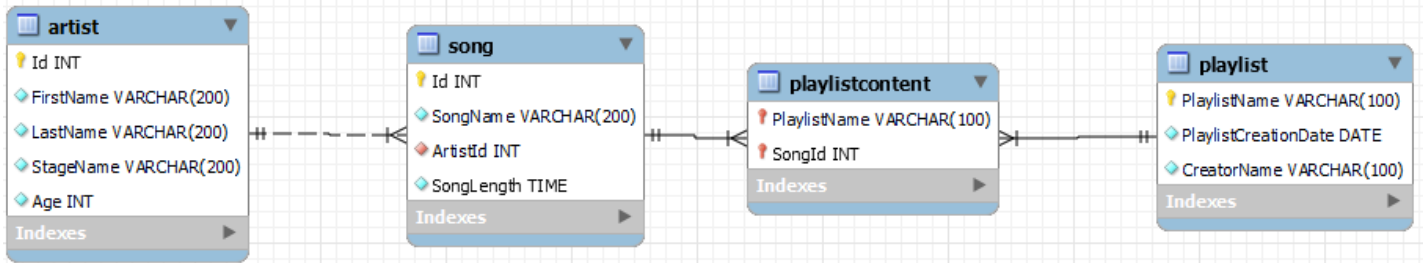 artist
Id INT
FirstName VARCHAR(200)
LastName VARCHAR(200)
StageName VARCHAR(200)
Age INT
Indexes
song
Id INT
SongName VARCHAR(200)
ArtistId INT
SongLength TIME
Indexes
playlistcontent
PlaylistName VARCHAR(100)
SongId INT
Indexes
playlist
PlaylistName VARCHAR(100)
PlaylistCreationDate DATE
CreatorName VARCHAR(100)
Indexes